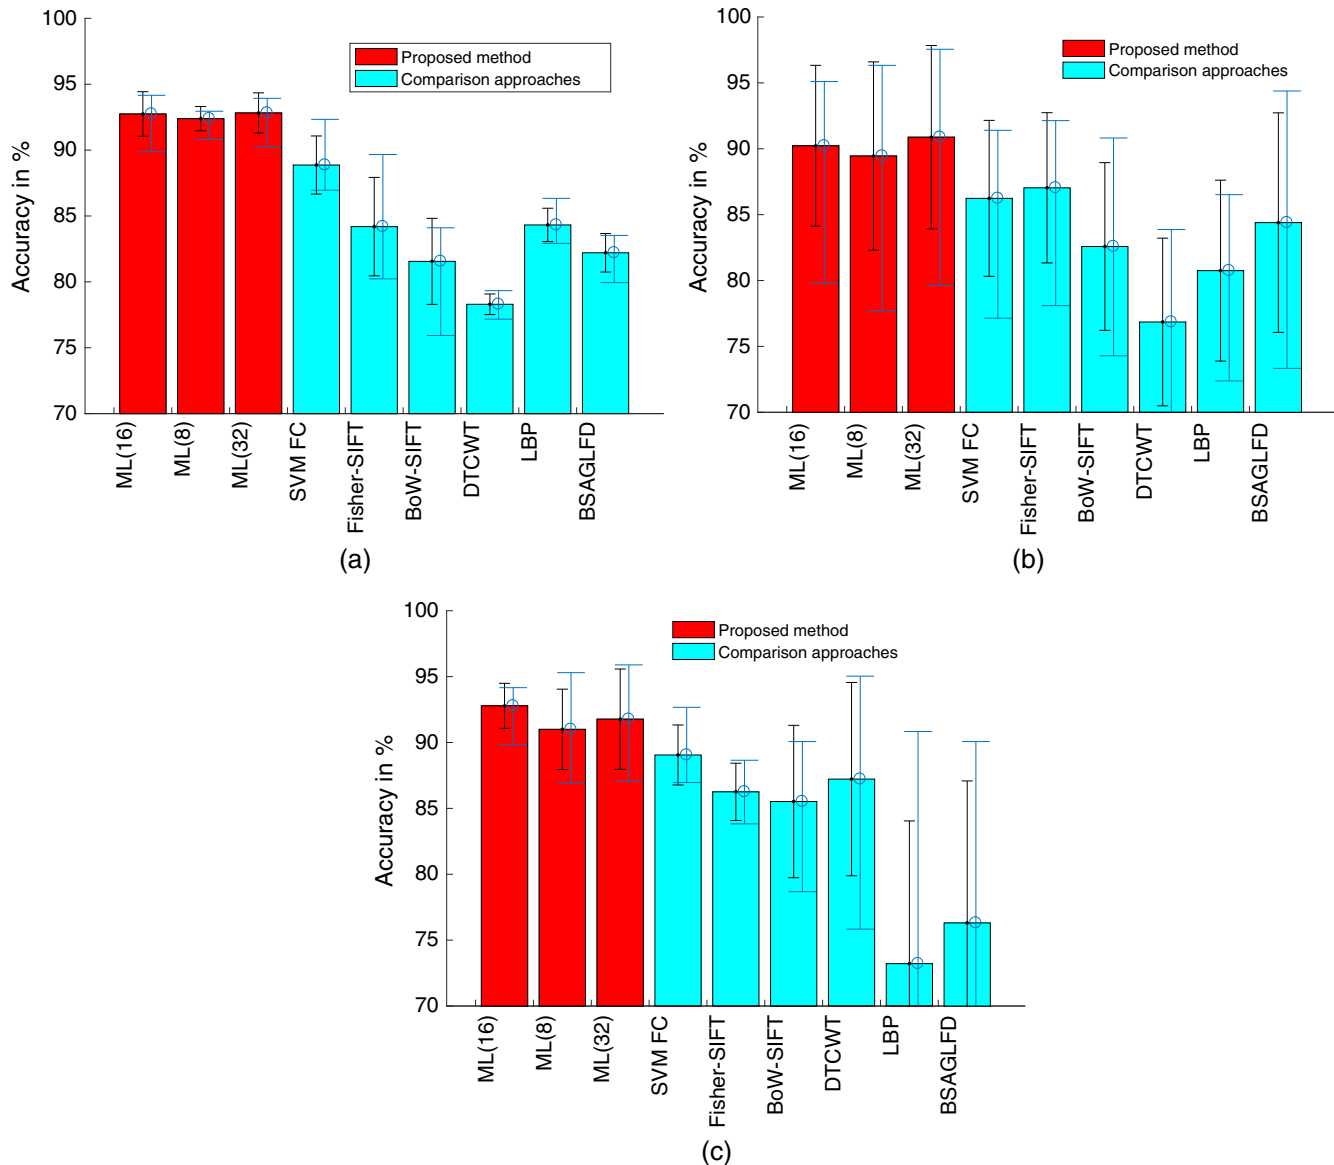 100
95
90
85
80
75
70
Accuracy in %
Proposed method
Comparison approaches
ML(16)
ML(8)
ML(32)
SVM FC
Fisher-SIFT
BoW-SIFT
DTCWT
LBP
BSAGLFD
(a)
100
95
90
85
80
75
70
Accuracy in %
Proposed method
Comparison approaches
ML(16)
ML(8)
ML(32)
SVM FC
Fisher-SIFT
BoW-SIFT
DTCWT
LBP
BSAGLFD
(b)
100
95
90
85
80
75
70
Accuracy in %
Proposed method
Comparison approaches
ML(16)
ML(8)
ML(32)
SVM FC
Fisher-SIFT
BoW-SIFT
DTCWT
LBP
BSAGLFD
(c)